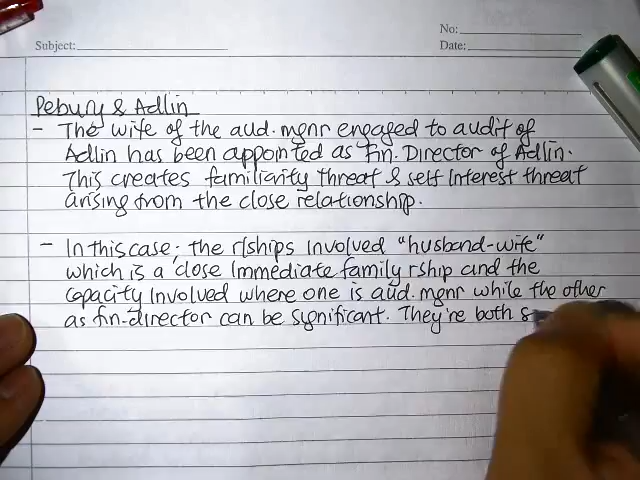 No:
Subject:
Date:
Pebury & Adlin
- The wife of the aud. mgnr engaged to audit of
Adlin has been appointed as Fin. Director of Adlin.
This creates familiarity threat & self interest threat
arising from the close relationship.
- In this case, the r/ships involved "husband-wife"
which is a close immediate family rship and the
capacity involved where one is aud. mgnr while the other
as fin-director can be significant. They're both s